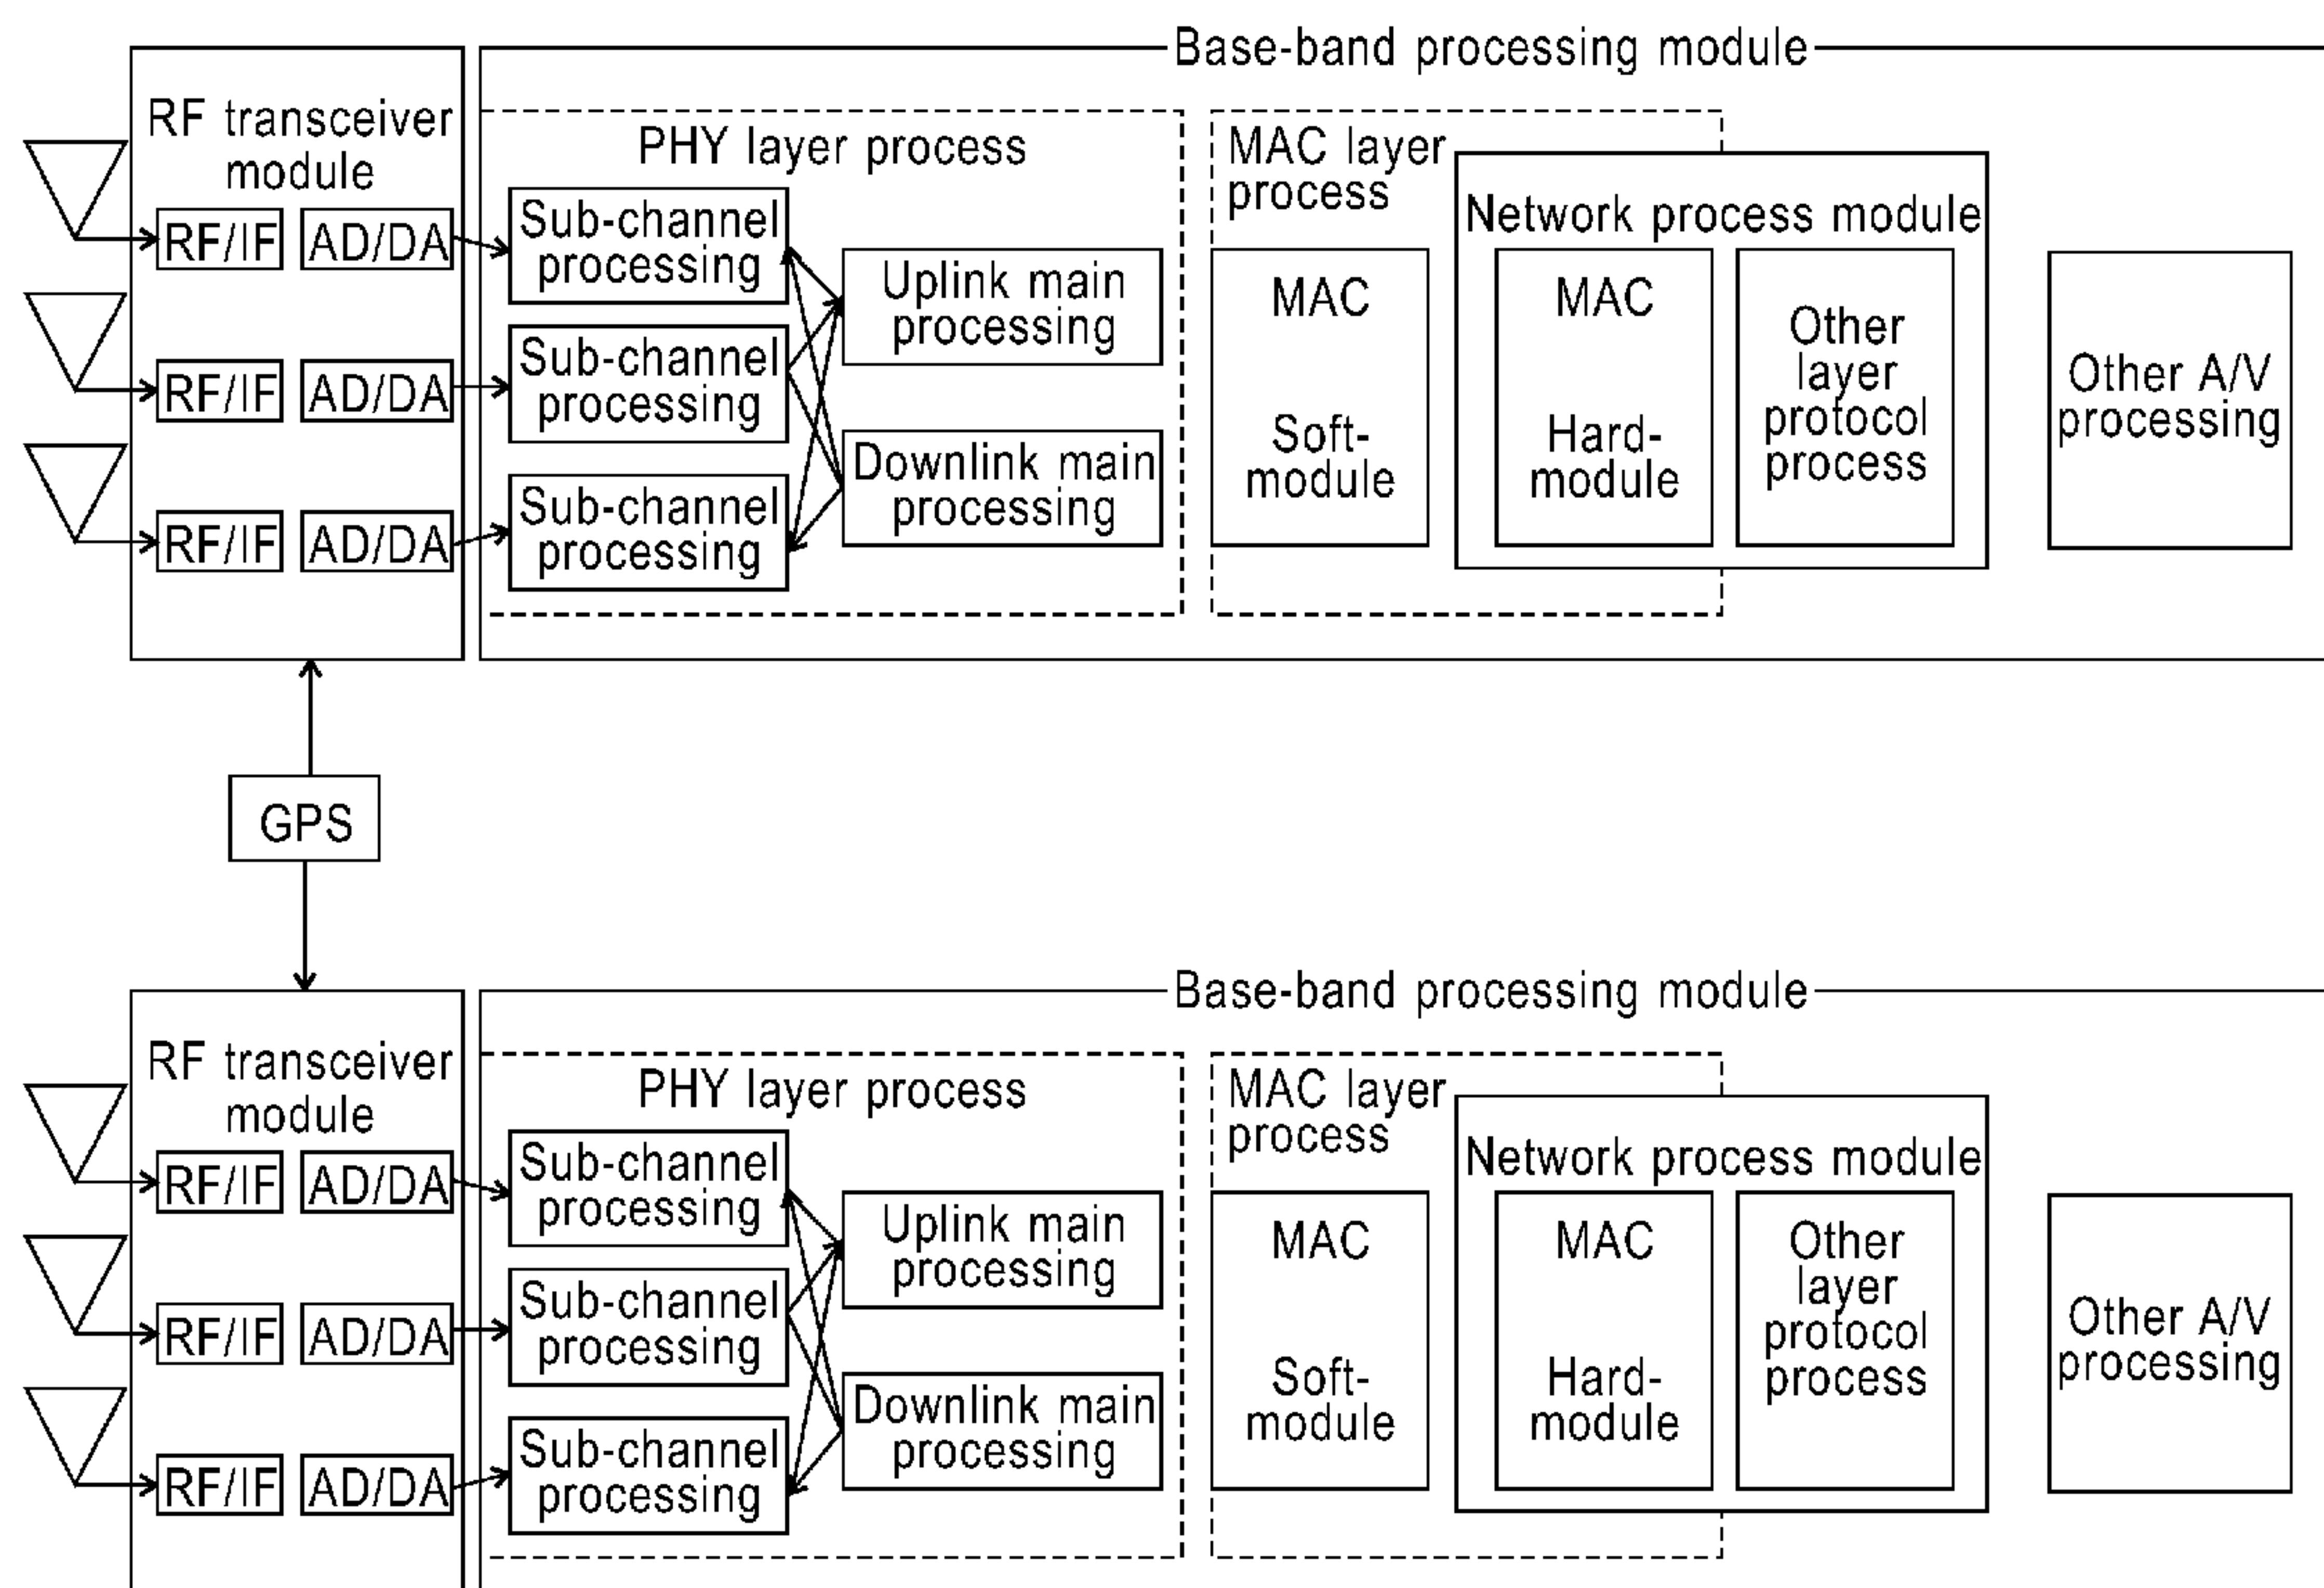 Base-band processing module
RF transceiver
module
PHY layer process
MAC layer
process
Network process module
RF/IF
AD/DA
RF/IF
AD/DA
RF/IF
AD/DA
Sub-channel
processing
Sub-channel
processing
Sub-channel
processing
Uplink main
processing
Downlink main
processing
MAC
Soft-
module
MAC
Hard-
module
Other
layer
protocol
process
Other A/V
processing
GPS
Base-band processing module
RF transceiver
module
PHY layer process
MAC layer
process
Network process module
RF/IF
AD/DA
RF/IF
AD/DA
RF/IF
AD/DA
Sub-channel
processing
Sub-channel
processing
Sub-channel
processing
Uplink main
processing
Downlink main
processing
MAC
Soft-
module
MAC
Hard-
module
Other
layer
protocol
process
Other A/V
processing